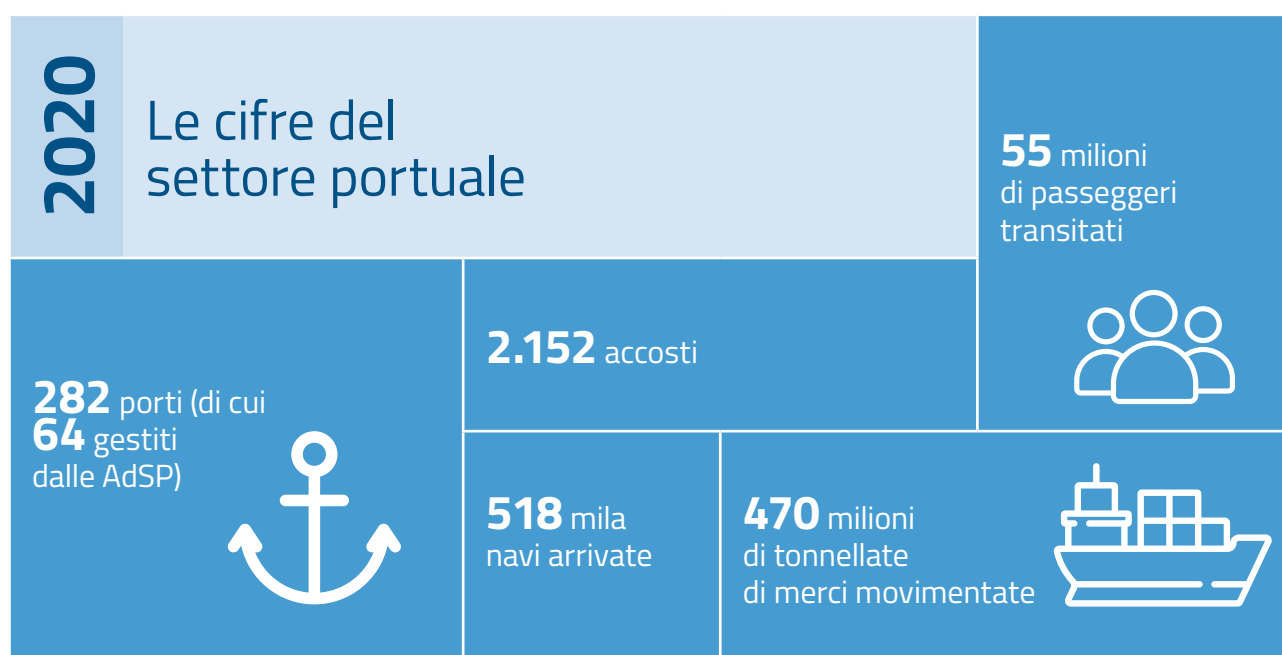 2020
Le cifre del
settore portuale
55 milioni
di passeggeri
transitati
282 porti (di cui
64 gestiti
dalle AdSP)
2.152 accosti
518 mila
navi arrivate
470 milioni
di tonnellate
di merci movimentate